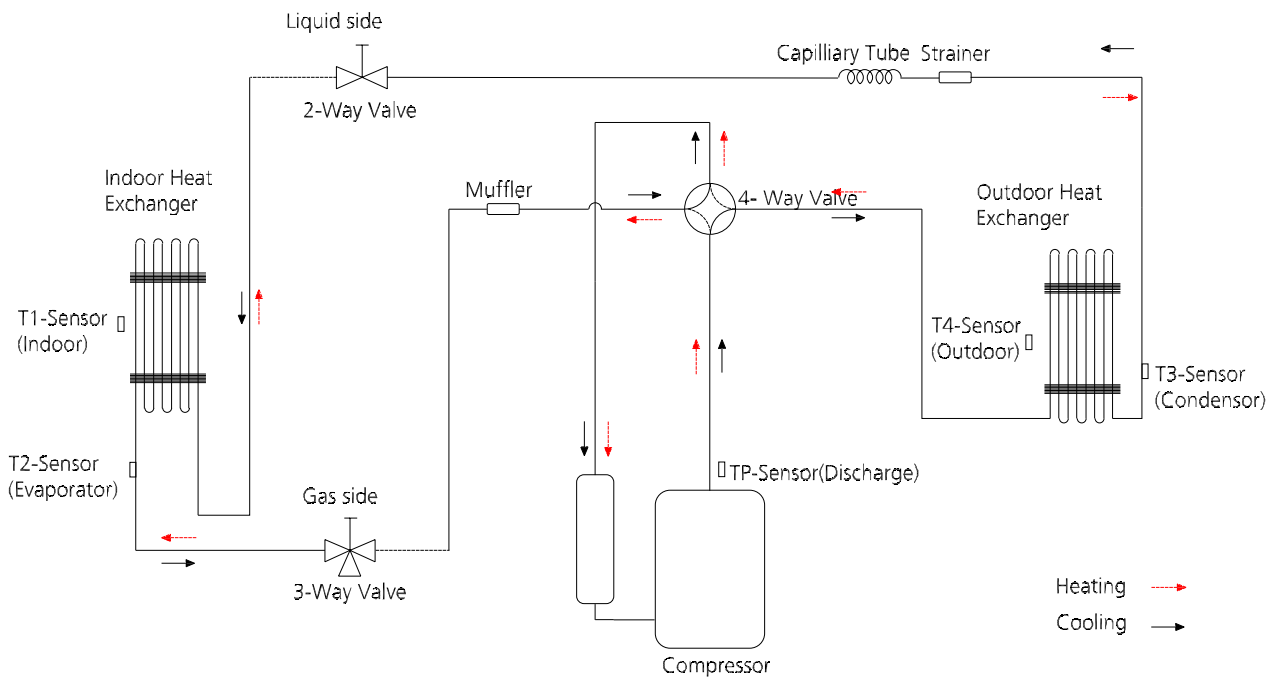 Liquid side
2-Way Valve
Capilliary Tube Strainer
Indoor Heat
Exchanger
Muffler
4- Way Valve
Outdoor Heat
Exchanger
T1-Sensor
(Indoor)
T4-Sensor
(Outdoor)
T3-Sensor
(Condensor)
T2-Sensor
(Evaporator)
TP-Sensor(Discharge)
Gas side
3-Way Valve
Compressor
Heating
Cooling